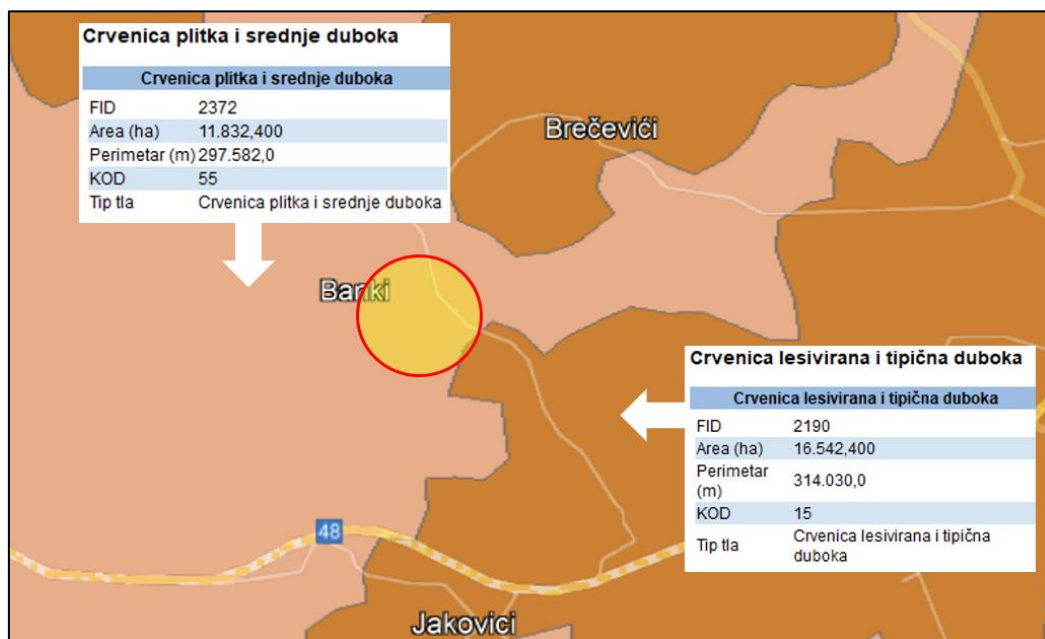 Crvenica plitka i srednje duboka
Crvenica plitka i srednje duboka
FID 2372
Area (ha) 11.832,400
Perimetar (m) 297.582,0
KOD 55
Tip tla Crvenica plitka i srednje duboka
Brečevići
Banki
Crvenica lesivirana i tipična duboka
Crvenica lesivirana i tipična duboka
FID 2190
Area (ha) 16.542,400
Perimetar
(m) 314.030,0
KOD 15
Tip tla Crvenica lesivirana i tipična
duboka
48
Jakovici